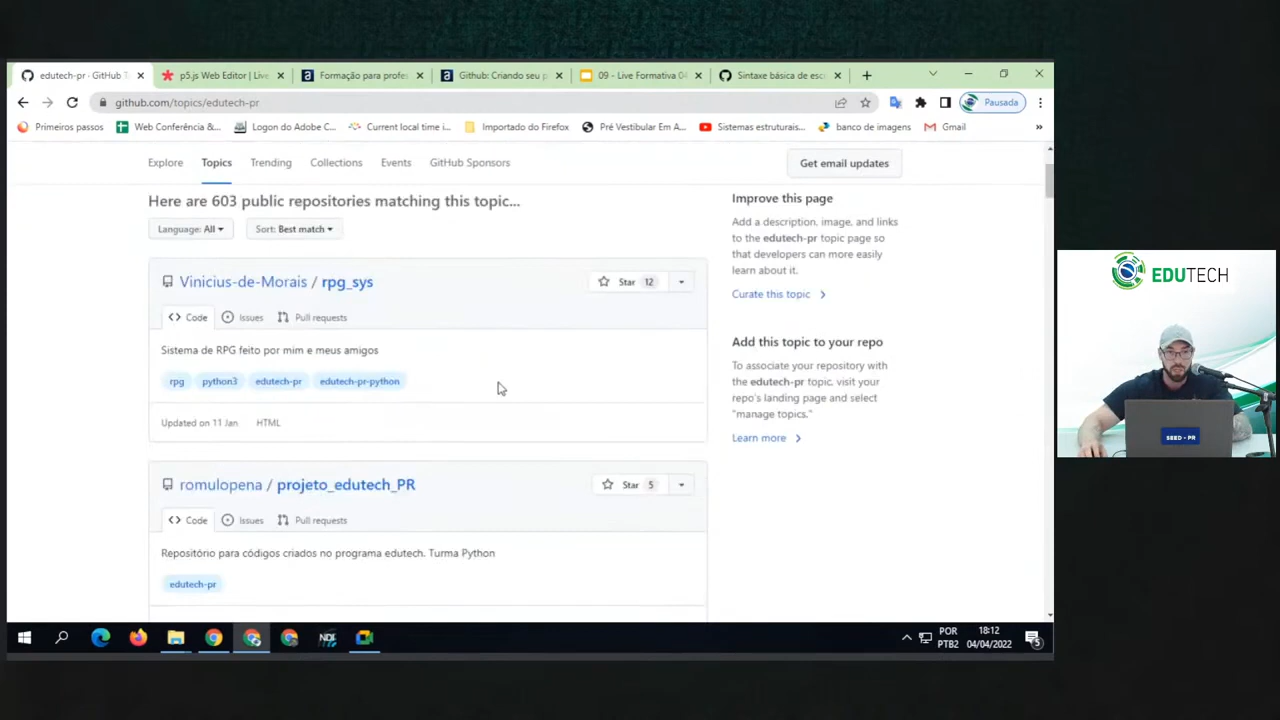 edutech-pr · GitHub T
p5.js Web Editor | Live
Formação para profes
Github: Criando seu p
09 - Live Formativa 04
Sintaxe básica de esc
github.com/topics/edutech-pr
Pausada
Primeiros passos
Web Conferência &...
Logon do Adobe C...
Current local time i...
Importado do Firefox
Pré Vestibular Em A...
Sistemas estruturais...
banco de imagens
Gmail
»
Explore
Topics
Trending
Collections
Events
GitHub Sponsors
Get email updates
Here are 603 public repositories matching this topic...
Language: All
Sort: Best match
Vinicius-de-Morais / rpg_sys
Star 12
Code
Issues
Pull requests
Sistema de RPG feito por mim e meus amigos
rpg
python3
edutech-pr
edutech-pr-python
Updated on 11 Jan
HTML
romulopena / projeto_edutech_PR
Star 5
Code
Issues
Pull requests
Repositório para códigos criados no programa edutech. Turma Python
edutech-pr
Improve this page
Add a description, image, and links
to the edutech-pr topic page so
that developers can more easily
learn about it.
Curate this topic
Add this topic to your repo
To associate your repository with
the edutech-pr topic, visit your
repo's landing page and select
"manage topics."
Learn more
NDI
POR
PTB2
18:12
04/04/2022
5
EDUTECH
SEED - PR